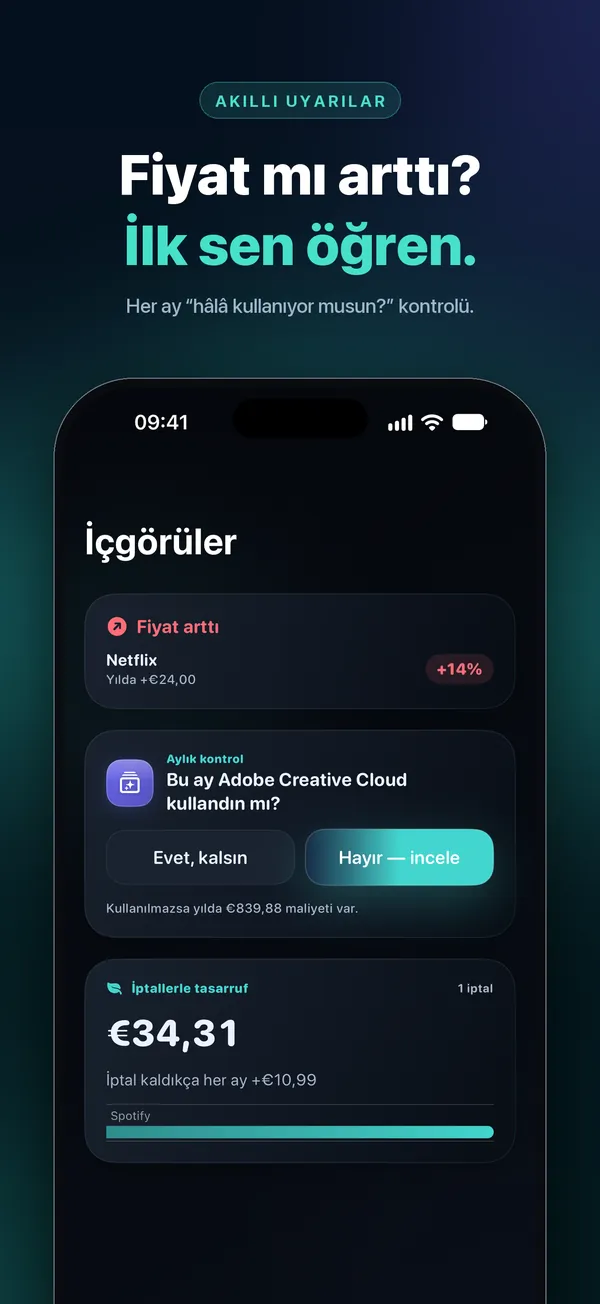 AKILLI UYARILAR
Fiyat mı arttı?
İlk sen öğren.
Her ay “hâlâ kullanıyor musun?” kontrolü.
09:41
İçgörüler
Fiyat arttı
Netflix
Yılda +€24,00
+14%
Aylık kontrol
Bu ay Adobe Creative Cloud
kullandın mı?
Evet, kalsın
Hayır — incele
Kullanılmazsa yılda €839,88 maliyeti var.
İptallerle tasarruf
1 iptal
€34,31
İptal kaldıkça her ay +€10,99
Spotify